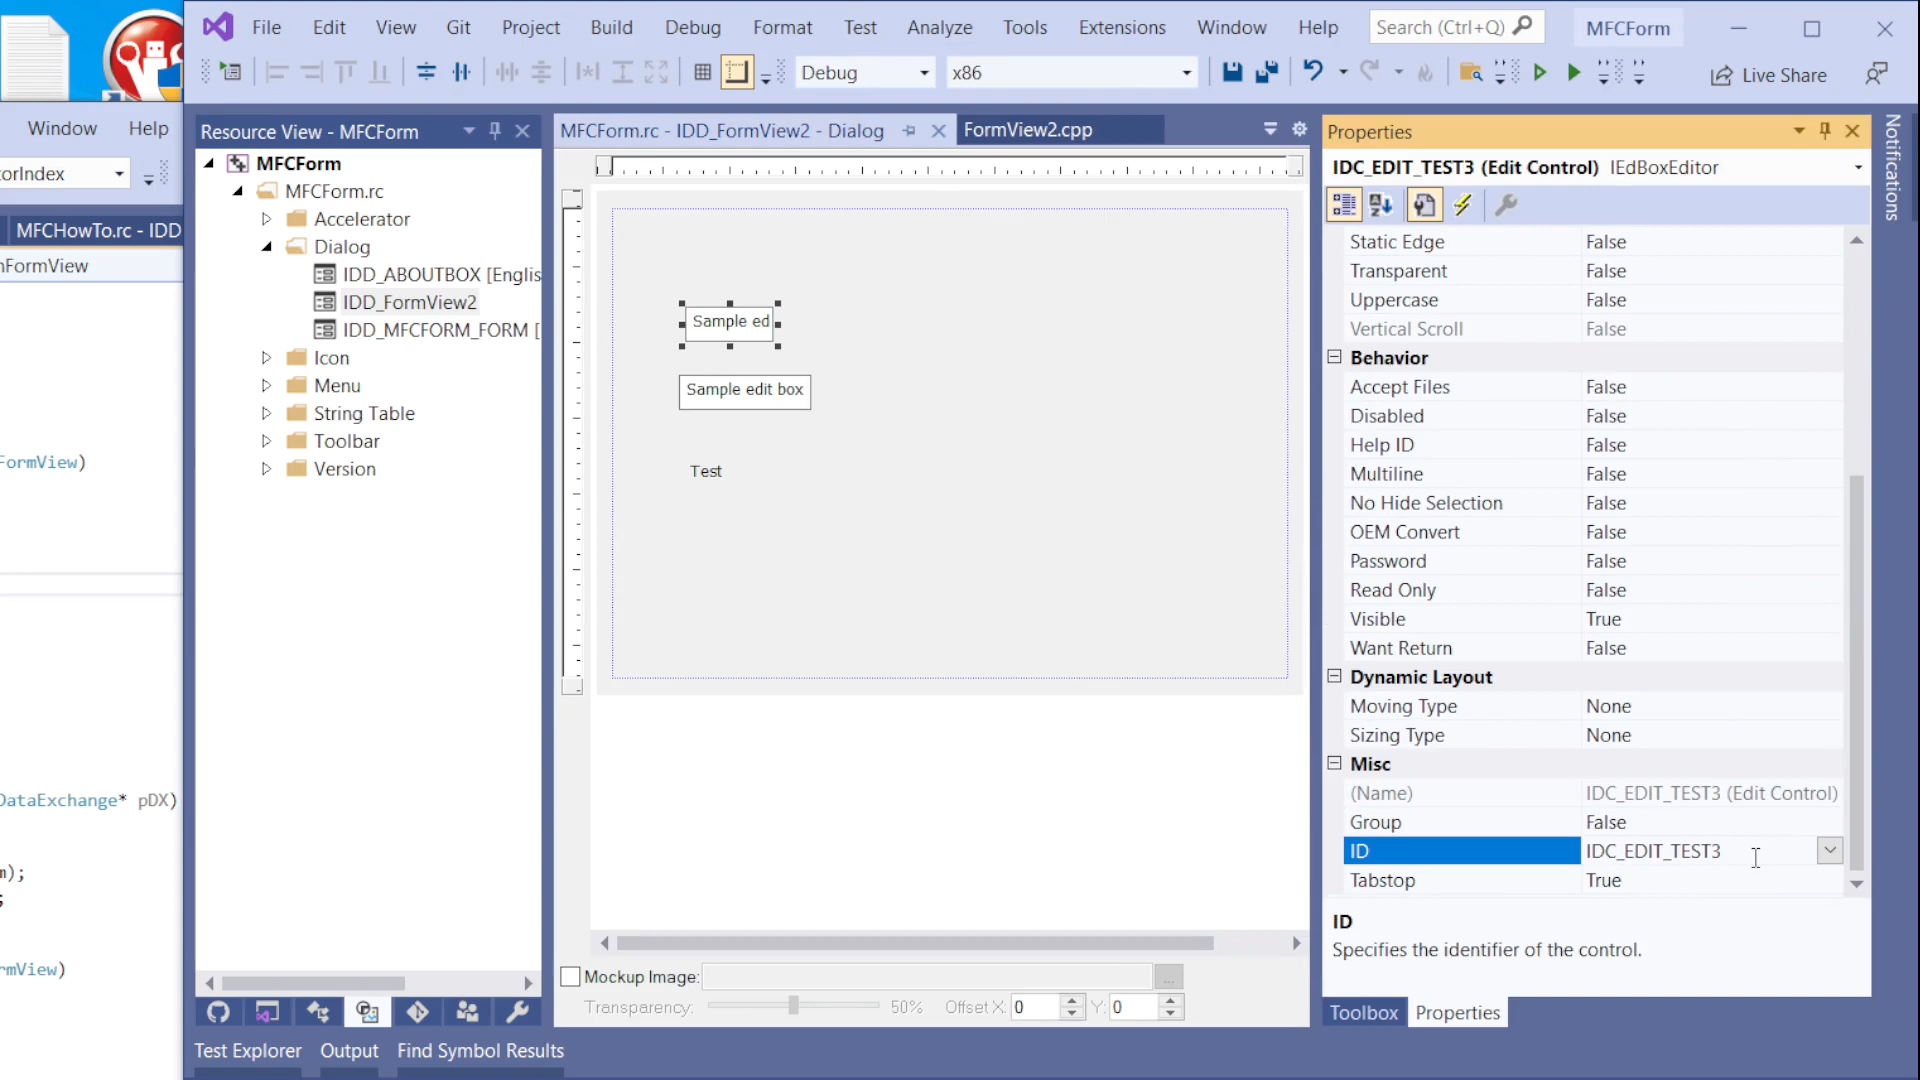 File Edit View Git Project Build Debug Format Test Analyze Tools Extensions Window Help Search (Ctrl+Q) MFCForm
Debug x86 Live Share
Window Help
orIndex
MFCHowTo.rc - IDD
nFormView
FormView)
DataExchange* pDX)
m);
;
rmView)
Resource View - MFCForm
MFCForm
MFCForm.rc
Accelerator
Dialog
IDD_ABOUTBOX [Englis
IDD_FormView2
IDD_MFCFORM_FORM [
Icon
Menu
String Table
Toolbar
Version
Test Explorer Output Find Symbol Results
MFCForm.rc - IDD_FormView2 - Dialog FormView2.cpp
Sample ed
Sample edit box
Test
Mockup Image: ...
Transparency: 50% Offset X: 0 Y: 0
Properties
IDC_EDIT_TEST3 (Edit Control) IEdBoxEditor
Static Edge False
Transparent False
Uppercase False
Vertical Scroll False
Behavior
Accept Files False
Disabled False
Help ID False
Multiline False
No Hide Selection False
OEM Convert False
Password False
Read Only False
Visible True
Want Return False
Dynamic Layout
Moving Type None
Sizing Type None
Misc
(Name) IDC_EDIT_TEST3 (Edit Control)
Group False
ID IDC_EDIT_TEST3
Tabstop True
ID
Specifies the identifier of the control.
Toolbox Properties
Notifications